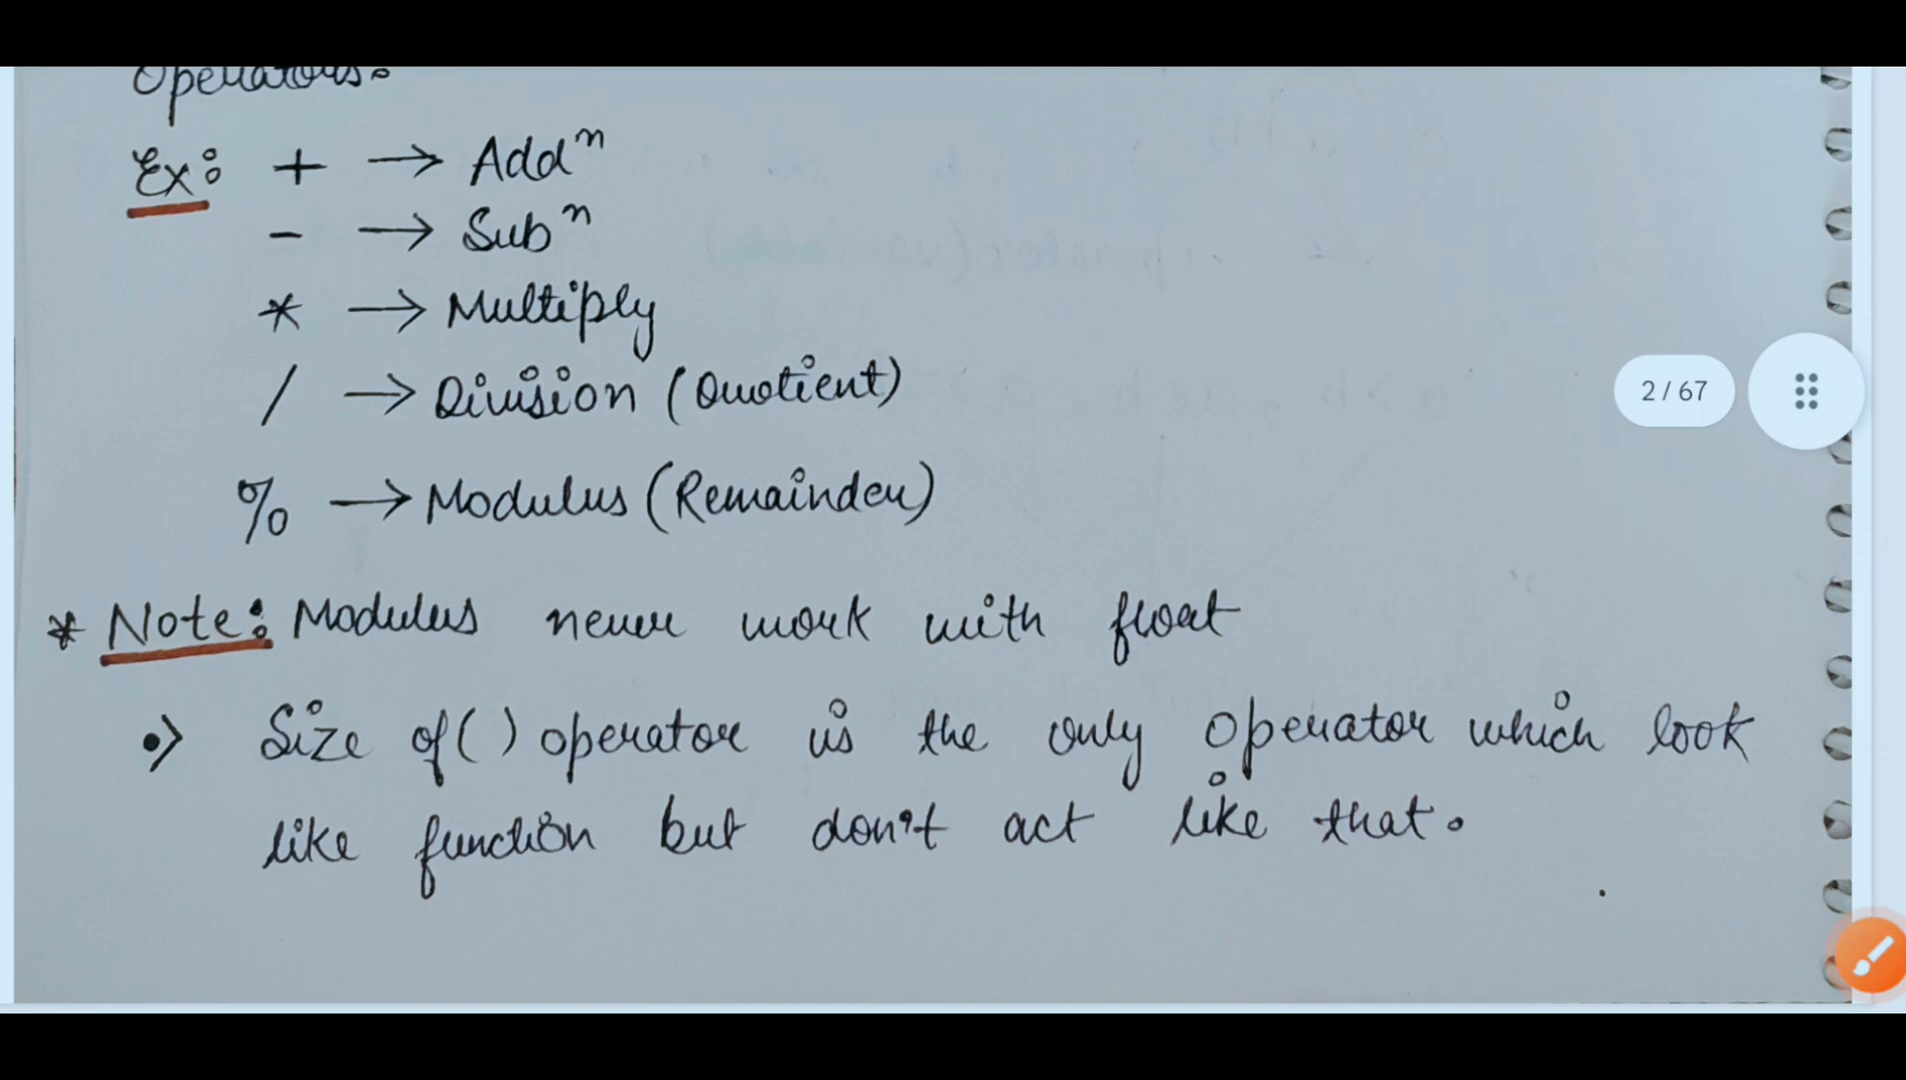 Operators:
Ex: + → Addn
- → Subn
* → Multiply
/ → Division (Quotient)
2 / 67
% → Modulus (Remainder)
* Note: Modulus never work with float
•> Size of( ) operator is the only operator which look
like function but don't act like that.